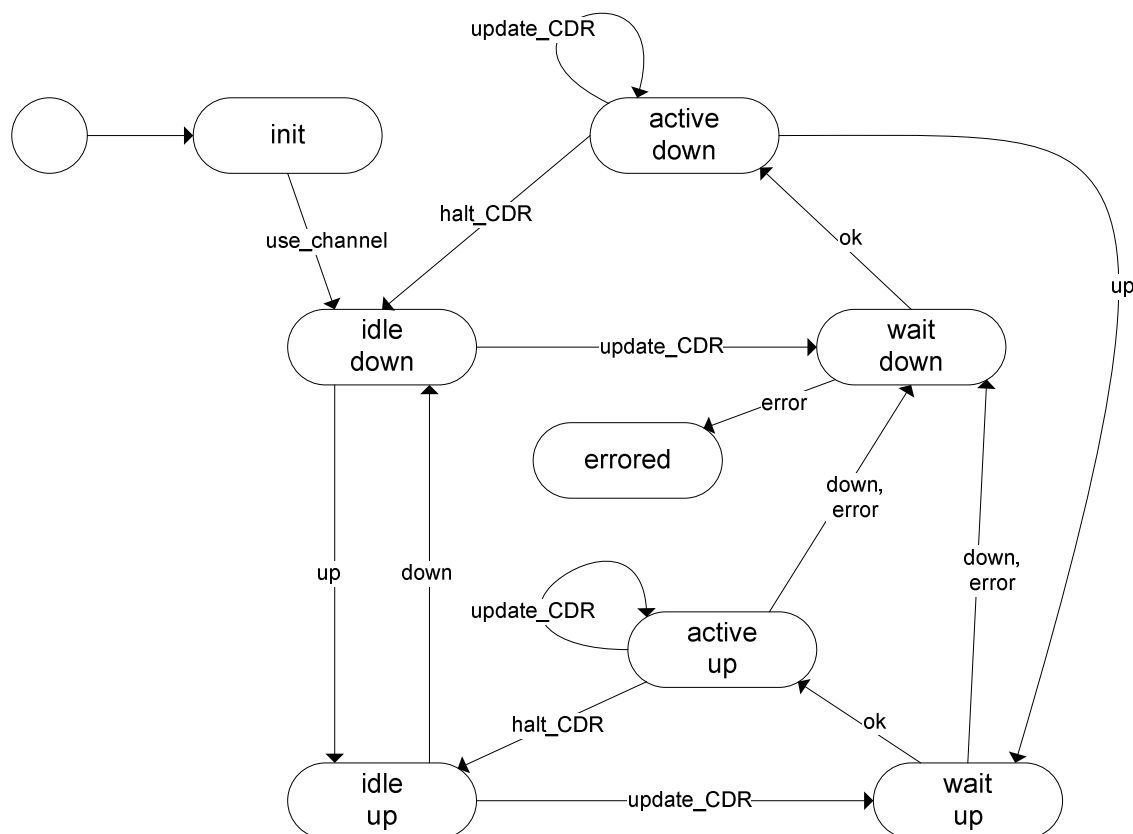 update_CDR
init
active
down
halt_CDR
use_channel
ok
up
idle
down
update_CDR
wait
down
error
errored
down,
error
up
down
down,
error
update_CDR
active
up
halt_CDR
ok
idle
up
update_CDR
wait
up